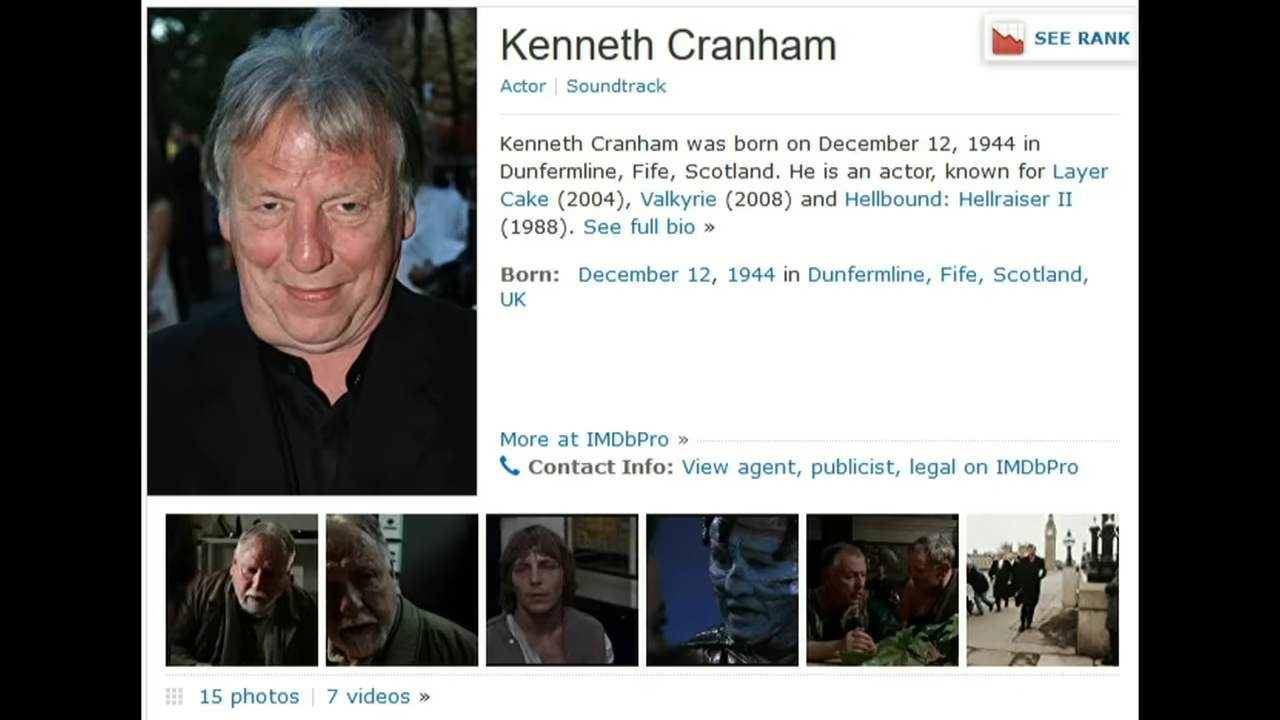 Kenneth Cranham
SEE RANK
Actor | Soundtrack
Kenneth Cranham was born on December 12, 1944 in
Dunfermline, Fife, Scotland. He is an actor, known for Layer
Cake (2004), Valkyrie (2008) and Hellbound: Hellraiser II
(1988). See full bio »
Born: December 12, 1944 in Dunfermline, Fife, Scotland,
UK
More at IMDbPro »
Contact Info: View agent, publicist, legal on IMDbPro
15 photos | 7 videos »